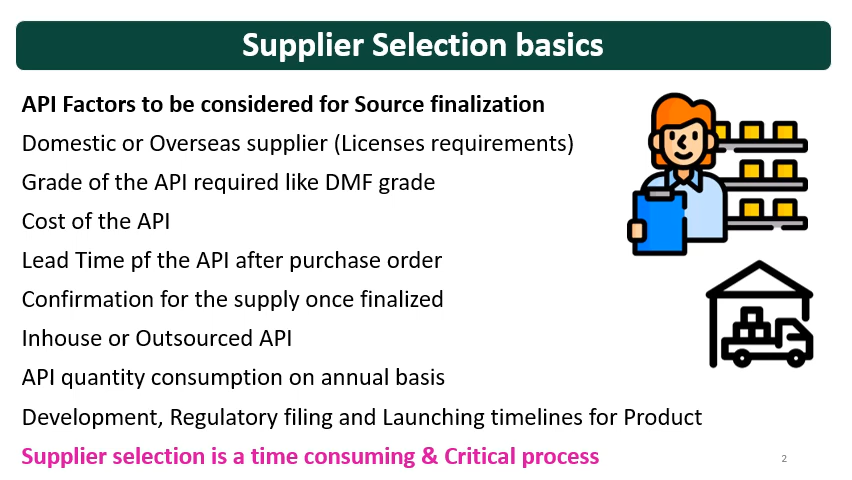 Supplier Selection basics
API Factors to be considered for Source finalization
Domestic or Overseas supplier (Licenses requirements)
Grade of the API required like DMF grade
Cost of the API
Lead Time pf the API after purchase order
Confirmation for the supply once finalized
Inhouse or Outsourced API
API quantity consumption on annual basis
Development, Regulatory filing and Launching timelines for Product
Supplier selection is a time consuming & Critical process
2